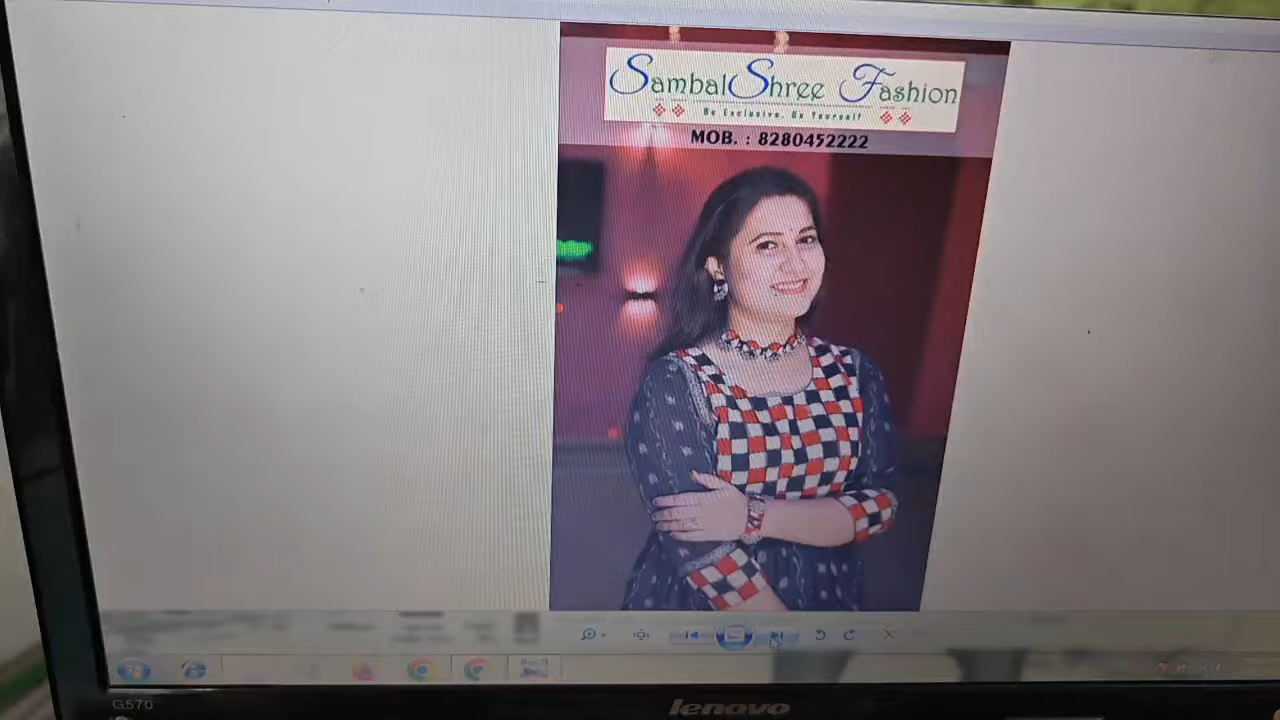 SambalShree Fashion
Be Exclusive. Be Yourself
MOB. : 8280452222
G570
lenovo